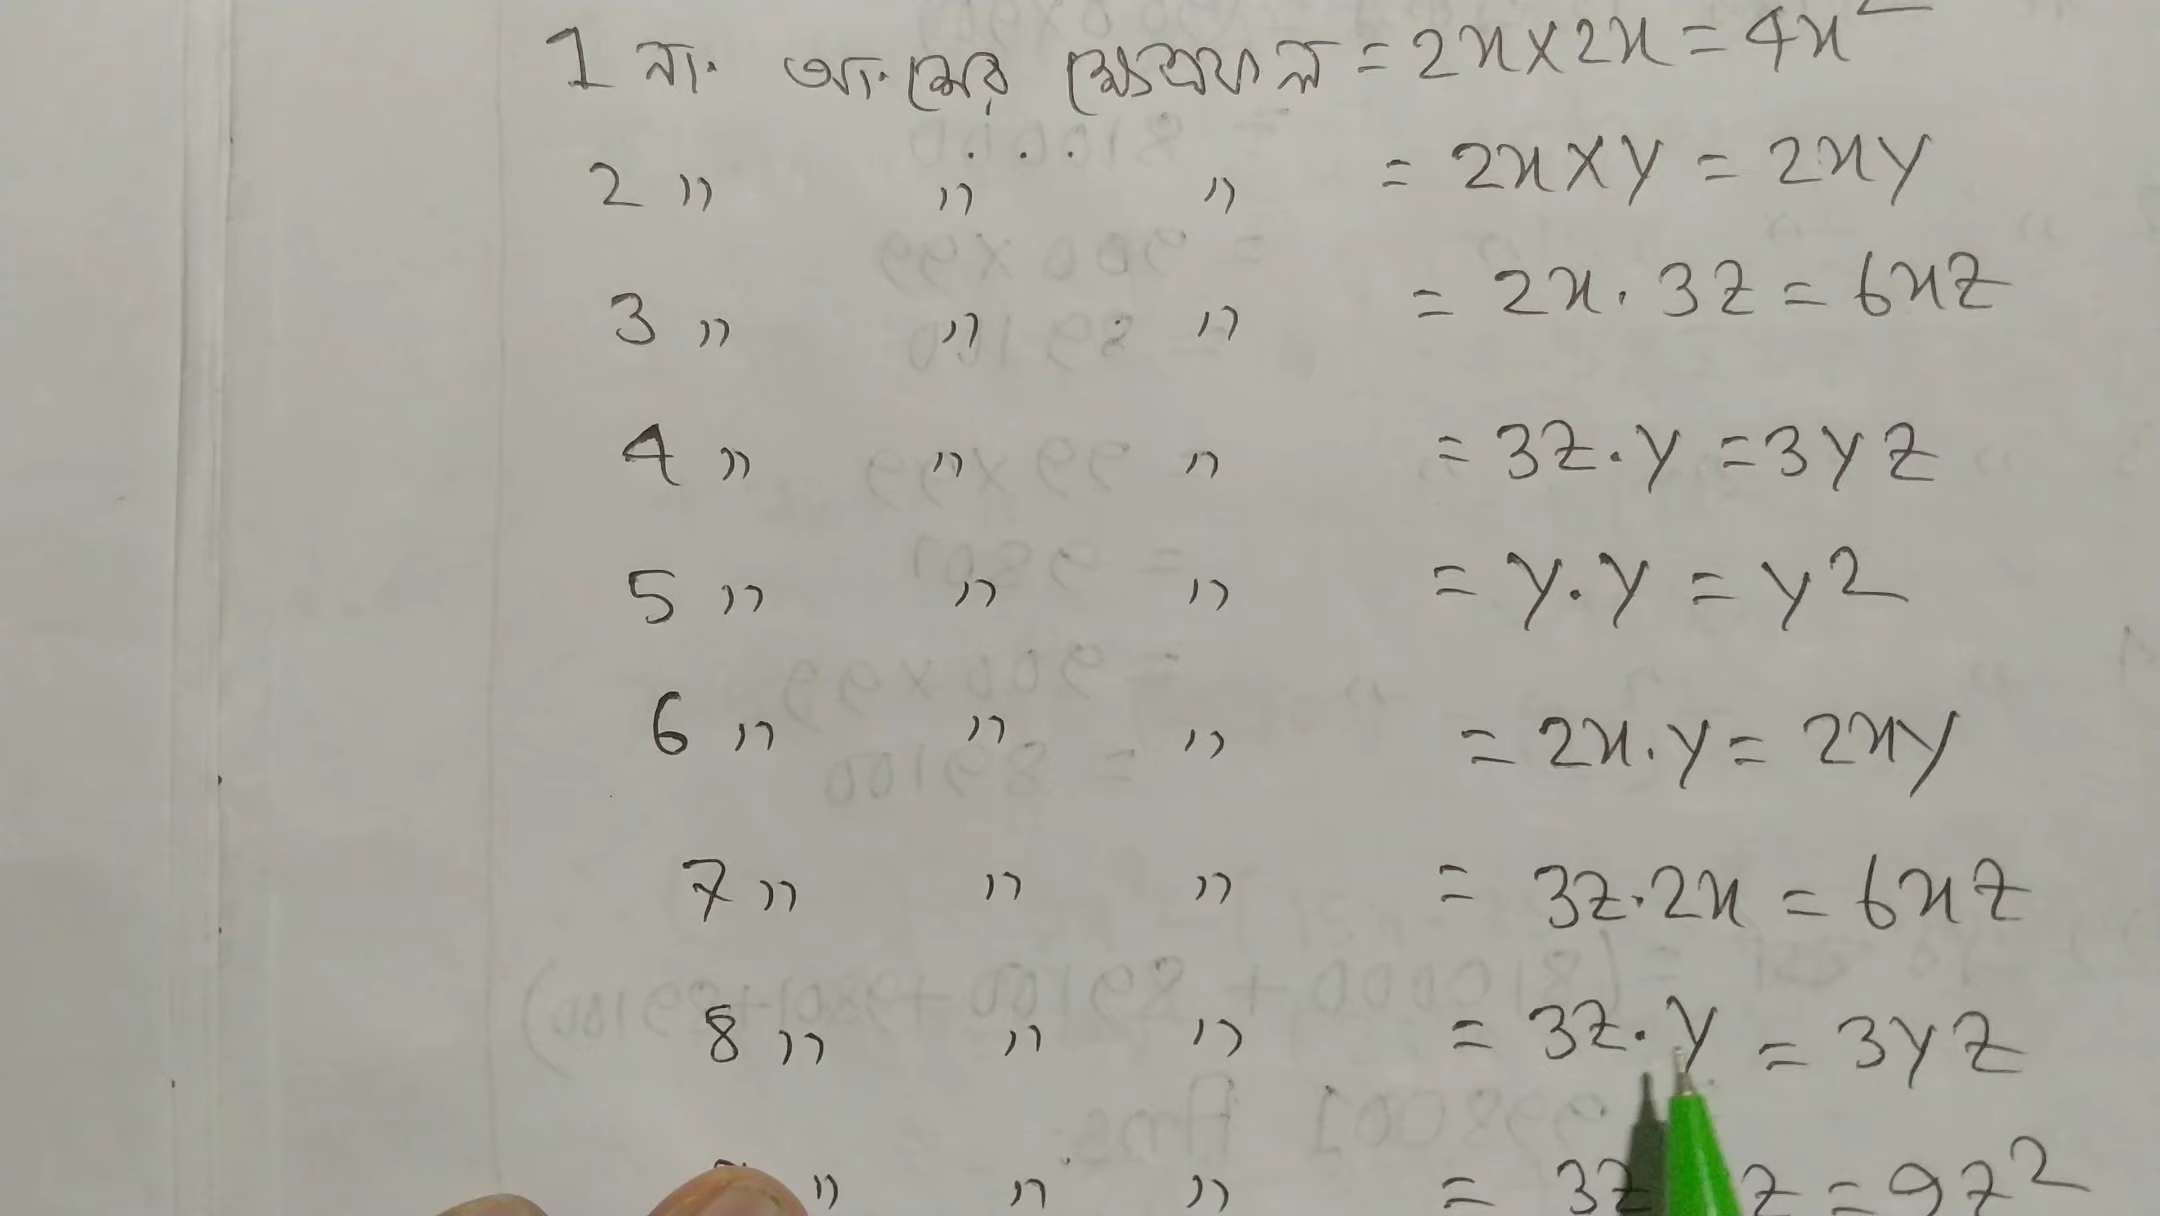 1 নং অংশের ক্ষেত্রফল = 2x×2x = 4x²
2 " " " = 2x×y = 2xy
3 " " " = 2x·3z = 6xz
4 " " " = 3z·y = 3yz
5 " " " = y·y = y2
6 " " " = 2x·y = 2xy
7 " " " = 3z·2x = 6xz
8 " " " = 3z·y = 3yz
" " " = 3z z = 9z²